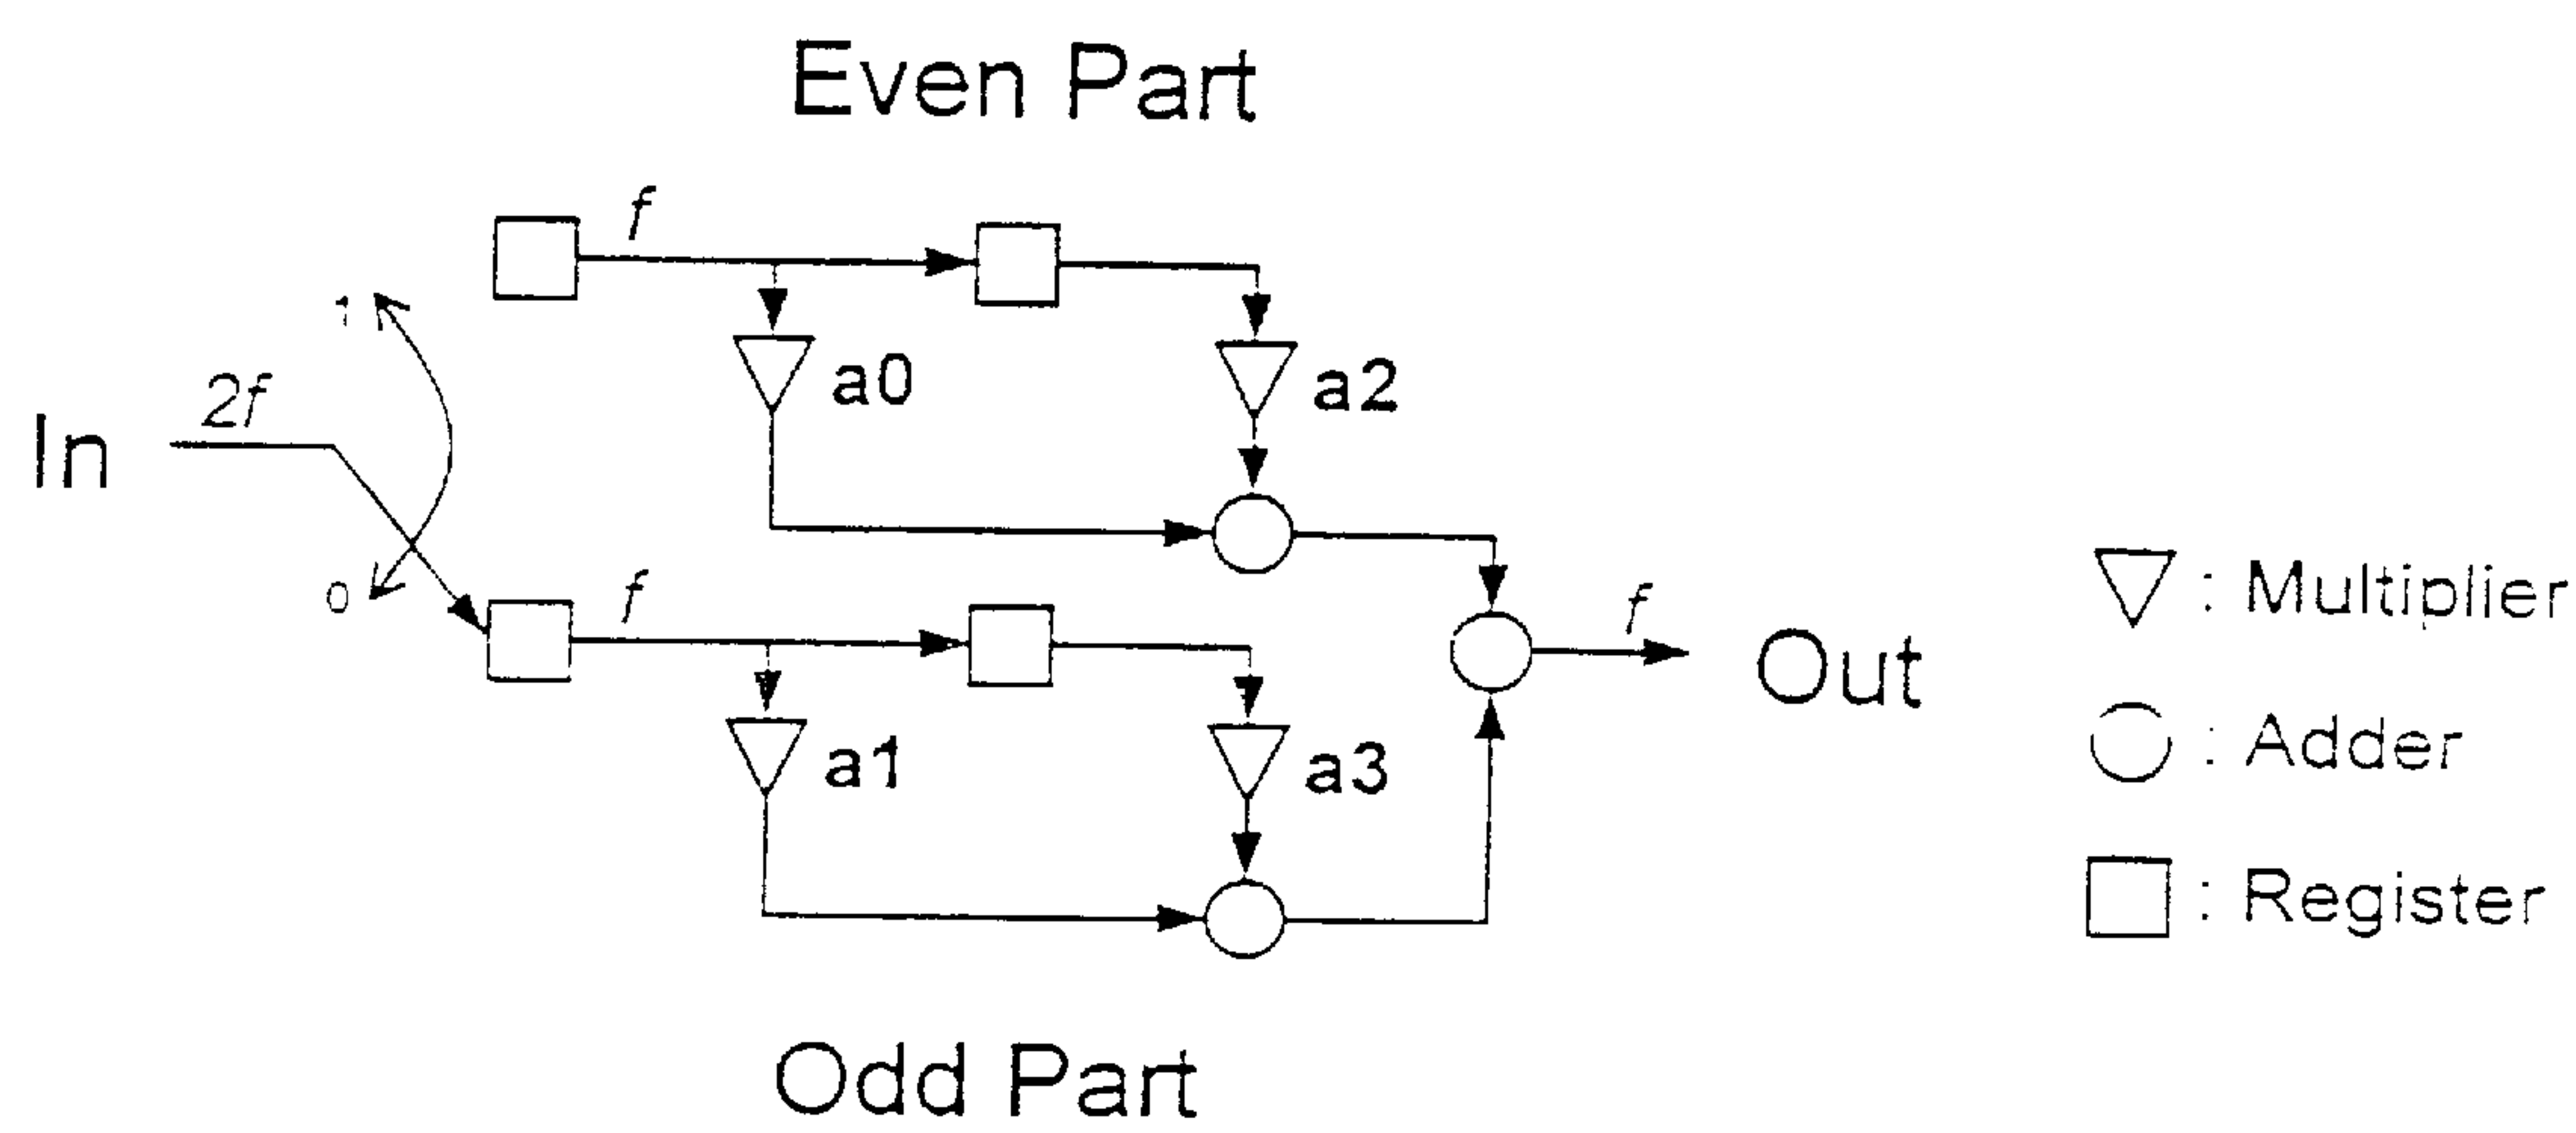 Even Part
f
1
a0
a2
2f
In
0
f
f
Out
a1
a3
Odd Part
: Multiplier
: Adder
: Register